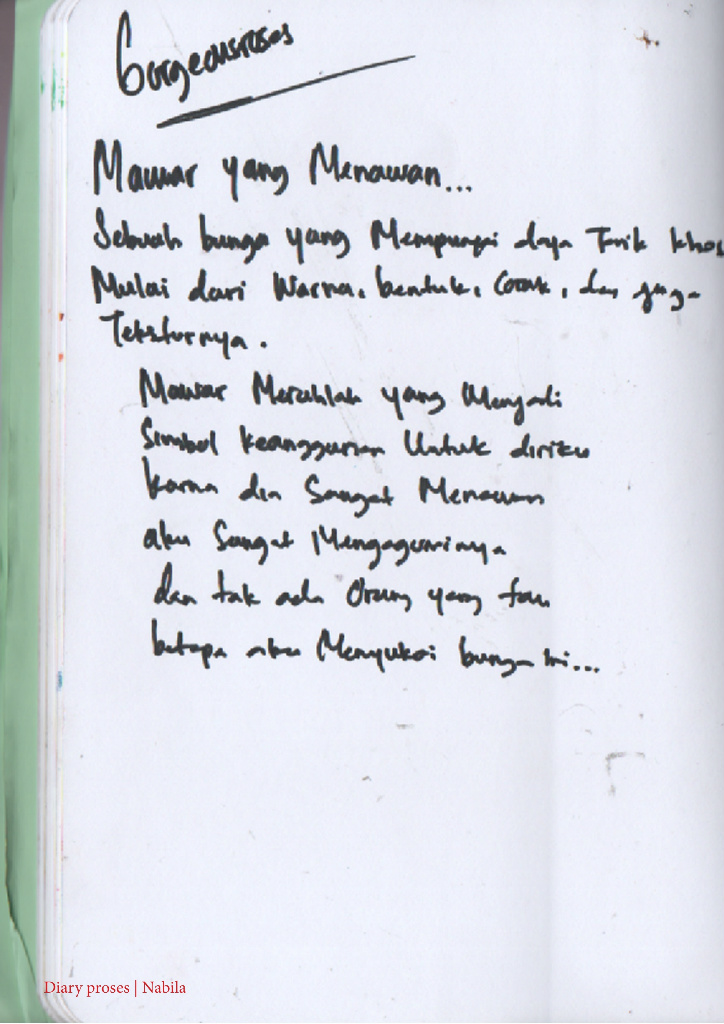 Gorgeousroses
Mawar yang Menawan...
Sebuah bunga yang Mempunyai daya Tarik khas
Mulai dari Warna, bentuk, Corak, dan juga
Teksturnya.
Mawar Merahlah yang Menjadi
Simbol keanggunan Untuk diriku
karna dia Sangat Menawan
aku Sangat Mengaguminya
dan tak ada Orang yang tau
betapa aku Menyukai bunga ini...
Diary proses | Nabila